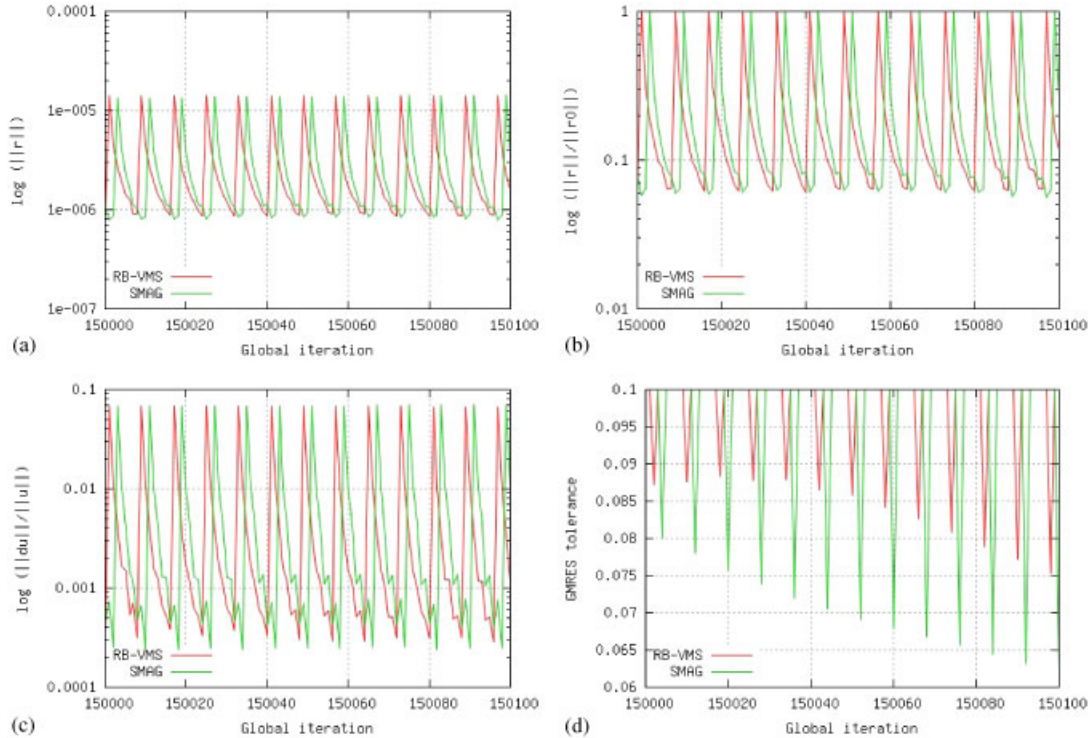 0.0001
1e-005
1e-006
1e-007
log (||r||)
RB-VMS
SMAG
150000 150020 150040 150060 150080 150100
Global iteration
(a)
1
0.1
0.01
log (||r||/||r0||)
RB-VMS
SMAG
150000 150020 150040 150060 150080 150100
Global iteration
(b)
0.1
0.01
0.001
0.0001
log (||du||/||u||)
RB-VMS
SMAG
150000 150020 150040 150060 150080 150100
Global iteration
(c)
0.1
0.095
0.09
0.085
0.08
0.075
0.07
0.065
0.06
GMRES tolerance
RB-VMS
SMAG
150000 150020 150040 150060 150080 150100
Global iteration
(d)